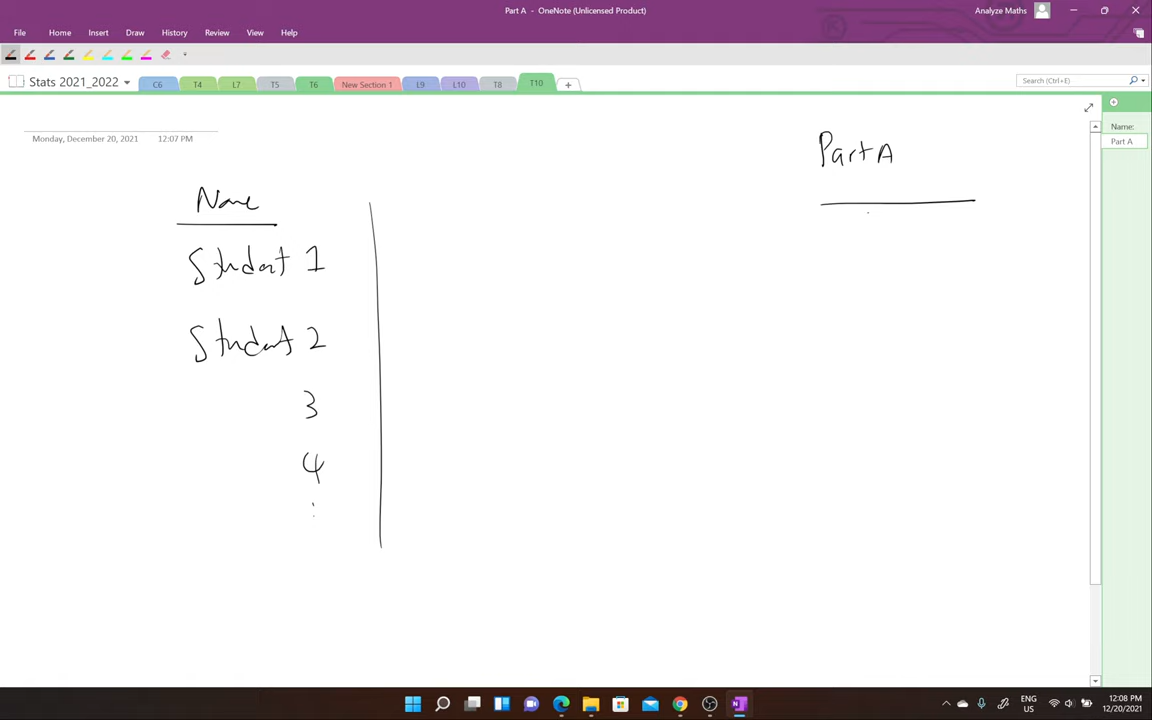 Part A - OneNote (Unlicensed Product)
Analyze Maths
File Home Insert Draw History Review View Help
Stats 2021_2022
C6 T4 L7 T5 T6 New Section 1 L9 L10 T8 T10
Search (Ctrl+E)
Name:
Part A
Monday, December 20, 2021 12:07 PM
Part A
Name
Student 1
Student 2
3
4
ENG
US
12:08 PM
12/20/2021